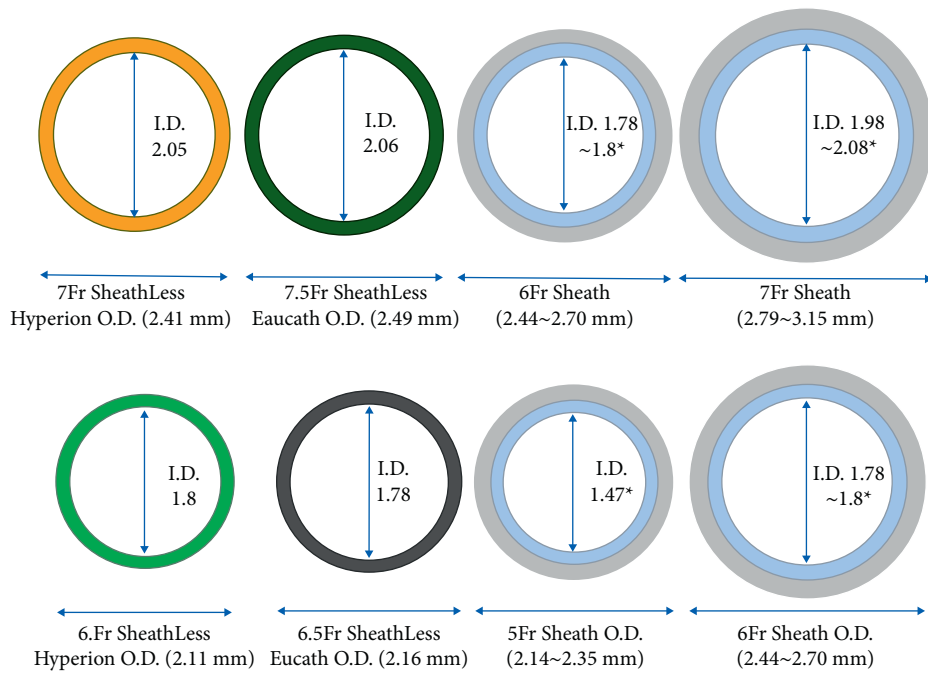 I.D.
2.05
I.D.
2.06
I.D. 1.78
~1.8*
I.D. 1.98
~2.08*
7Fr SheathLess
Hyperion O.D. (2.41 mm)
7.5Fr SheathLess
Eaucath O.D. (2.49 mm)
6Fr Sheath
(2.44~2.70 mm)
7Fr Sheath
(2.79~3.15 mm)
I.D.
1.8
I.D.
1.78
I.D.
1.47*
I.D. 1.78
~1.8*
6.Fr SheathLess
Hyperion O.D. (2.11 mm)
6.5Fr SheathLess
Eucath O.D. (2.16 mm)
5Fr Sheath O.D.
(2.14~2.35 mm)
6Fr Sheath O.D.
(2.44~2.70 mm)